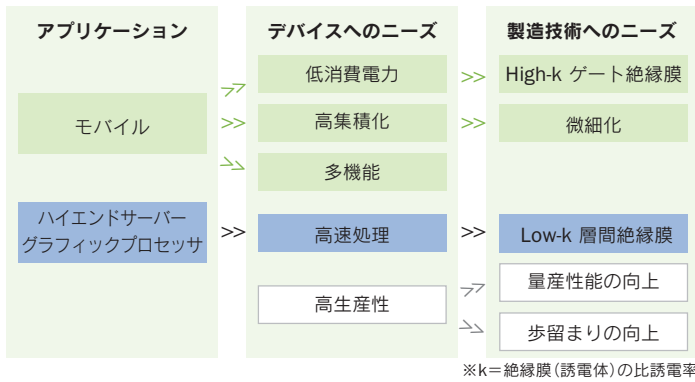 アプリケーション
デバイスへのニーズ
製造技術へのニーズ
モバイル
>>
低消費電力
>>
High-k ゲート絶縁膜
>>
高集積化
>>
微細化
>>
多機能
ハイエンドサーバー
グラフィックプロセッサ
>>
高速処理
>>
Low-k 層間絶縁膜
高生産性
>>
量産性能の向上
>>
歩留まりの向上
※k=絶縁膜(誘電体)の比誘電率